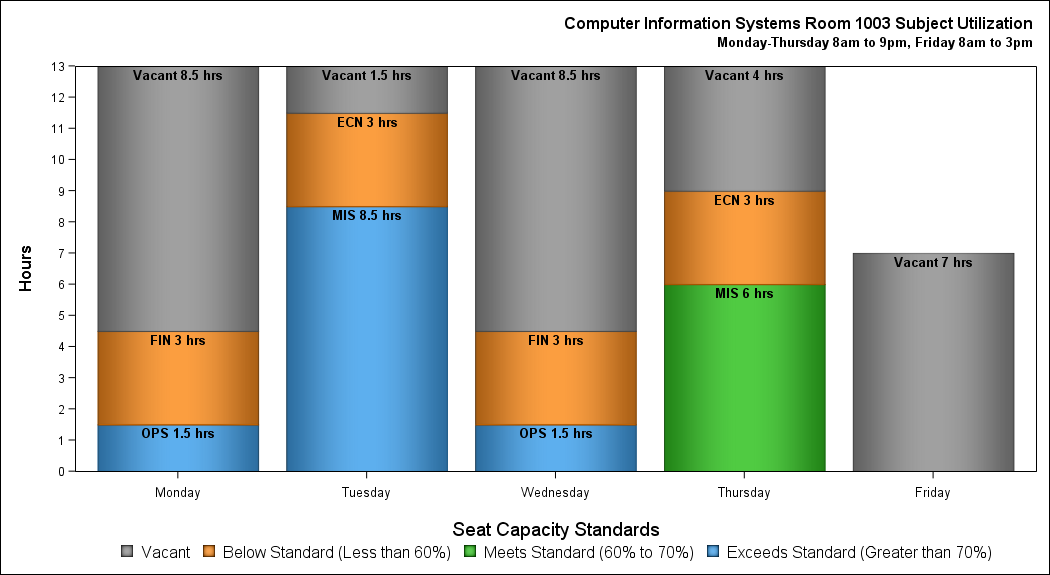 Computer Information Systems Room 1003 Subject Utilization
Monday-Thursday 8am to 9pm, Friday 8am to 3pm
Hours
13
12
11
10
9
8
7
6
5
4
3
2
1
0
Vacant 8.5 hrs
FIN 3 hrs
OPS 1.5 hrs
Vacant 1.5 hrs
ECN 3 hrs
MIS 8.5 hrs
Vacant 8.5 hrs
FIN 3 hrs
OPS 1.5 hrs
Vacant 4 hrs
ECN 3 hrs
MIS 6 hrs
Vacant 7 hrs
Monday Tuesday Wednesday Thursday Friday
Seat Capacity Standards
Vacant Below Standard (Less than 60%) Meets Standard (60% to 70%) Exceeds Standard (Greater than 70%)